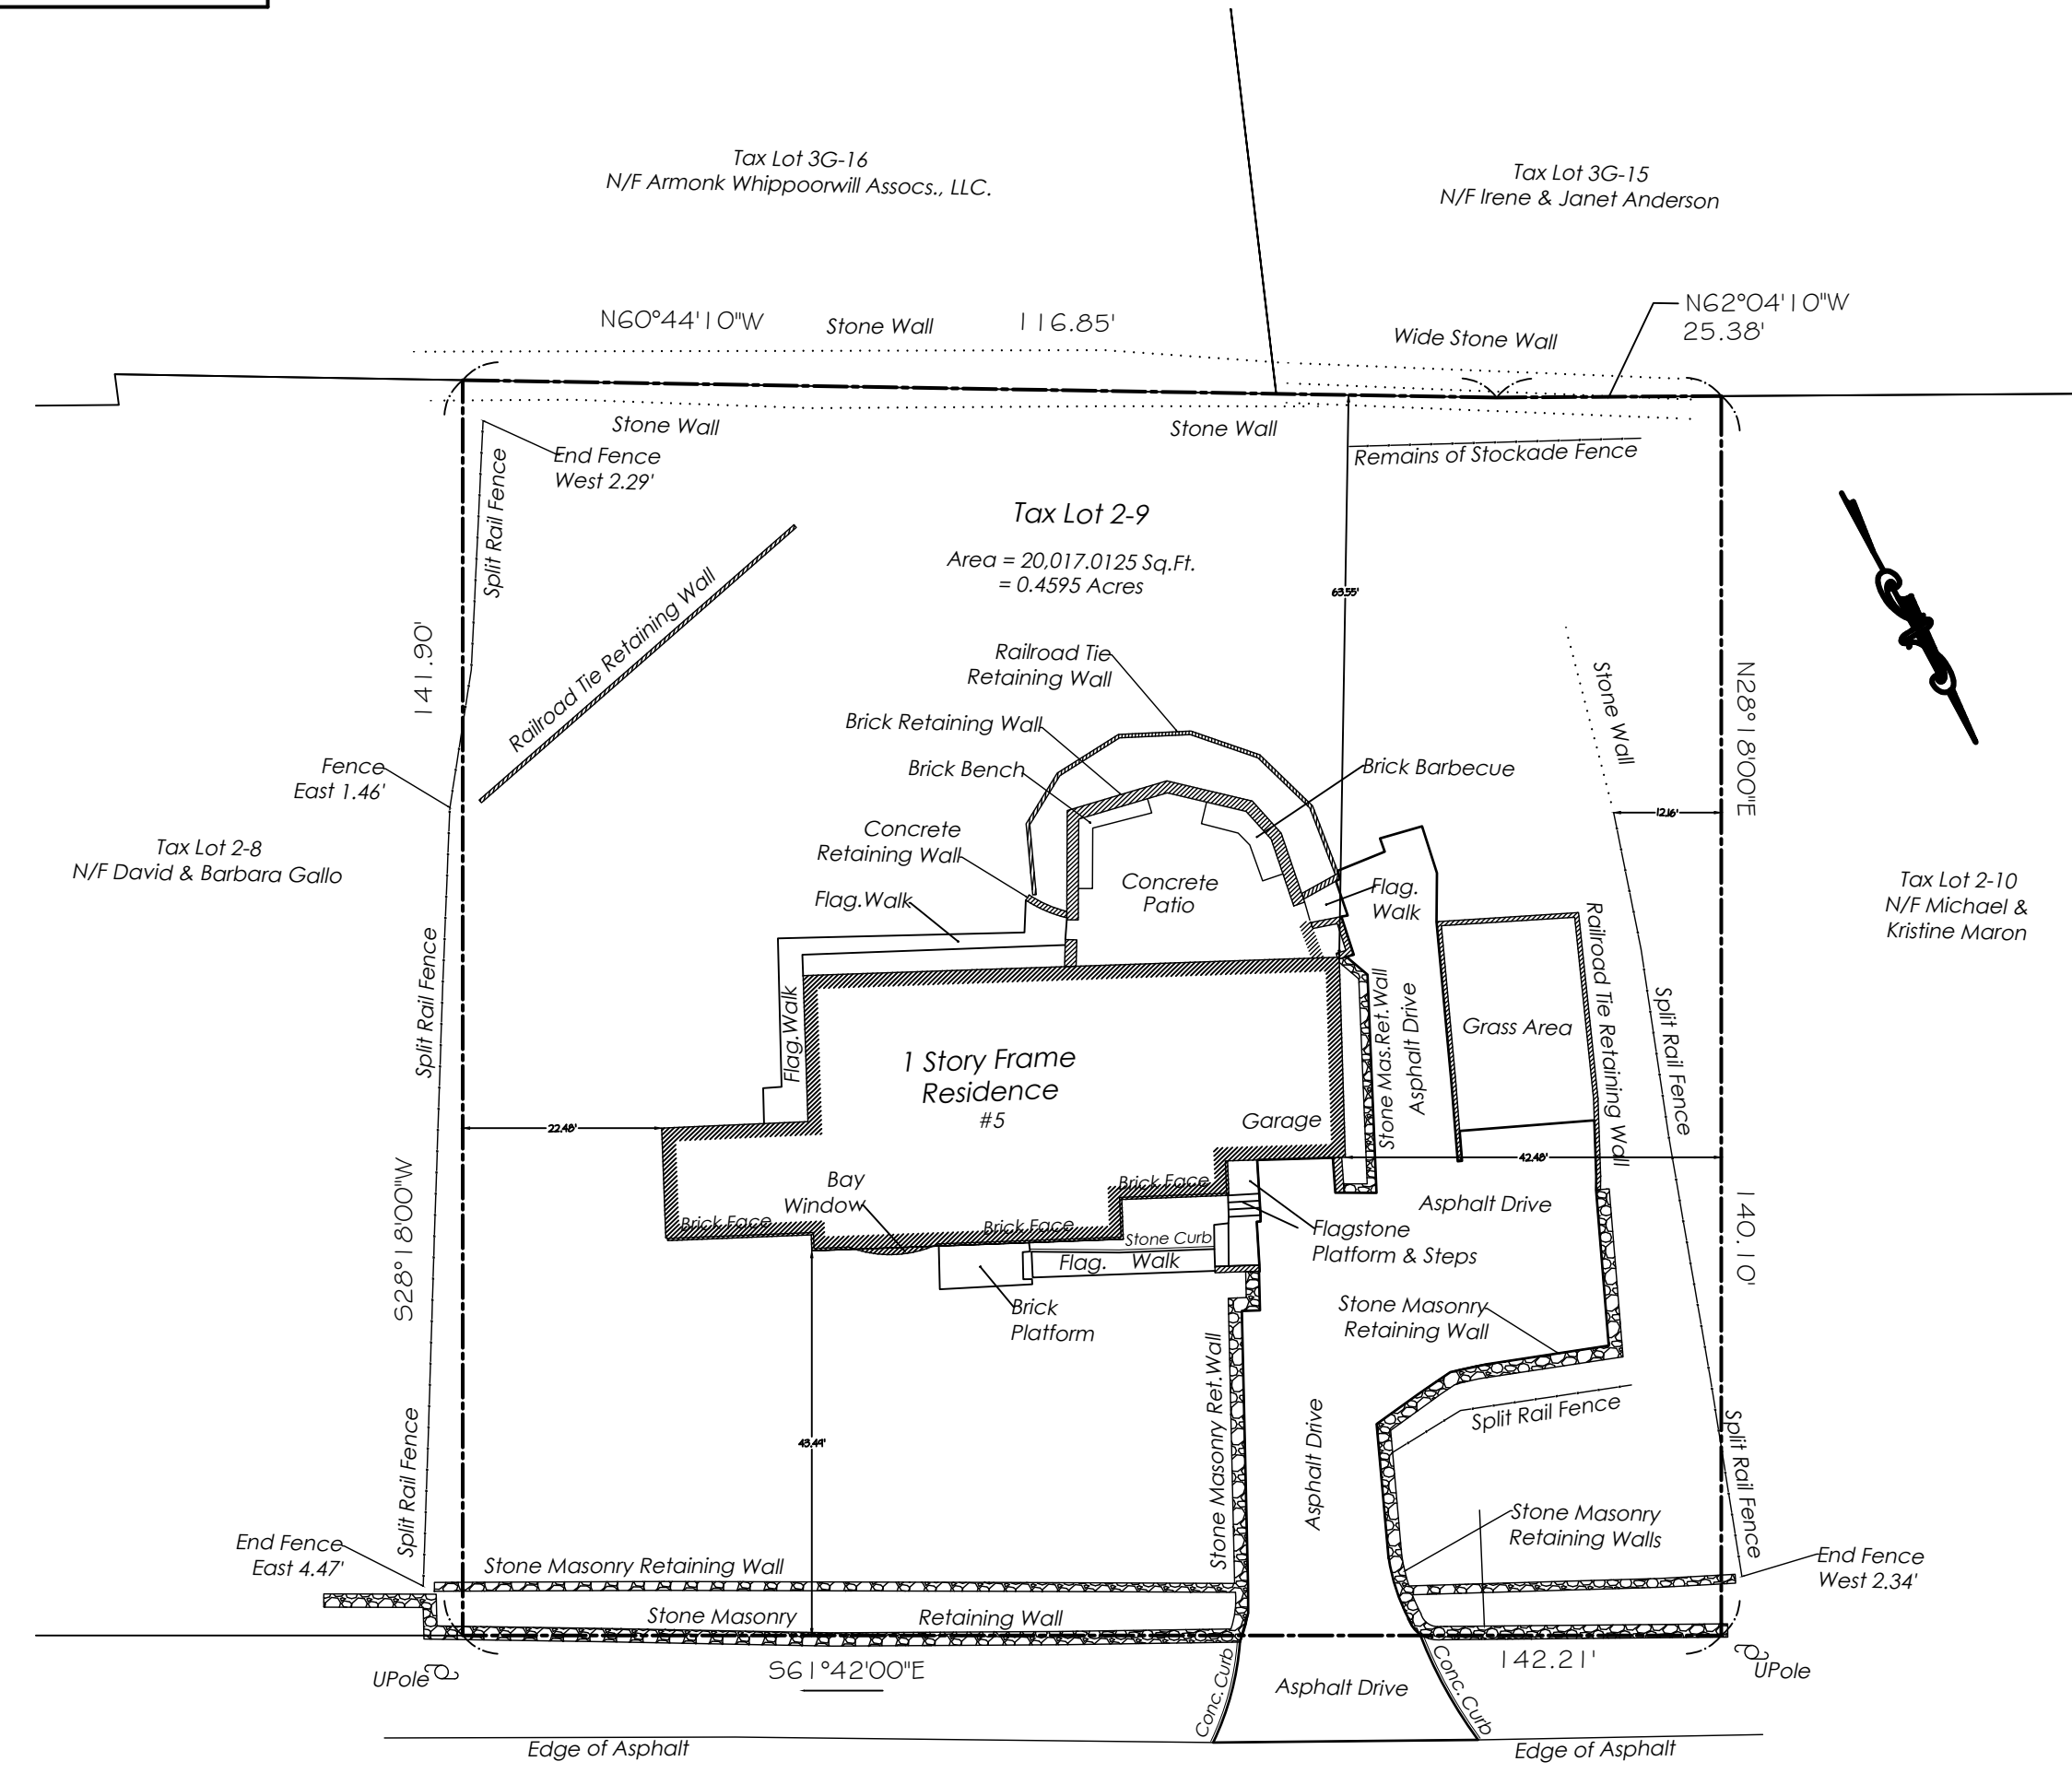 Tax Lot 3G-16
N/F Armonk Whippoorwill Assocs., LLC.
Tax Lot 3G-15
N/F Irene & Janet Anderson
N60°44'10"W
Stone Wall
116.85'
N62°04'10"W
25.38'
Wide Stone Wall
Stone Wall
Stone Wall
End Fence
West 2.29'
Remains of Stockade Fence
Split Rail Fence
Tax Lot 2-9
Area = 20,017.0125 Sq.Ft.
= 0.4595 Acres
63.55'
141.90'
Railroad Tie Retaining Wall
Railroad Tie
Retaining Wall
Stone Wall
N28°18'00"E
Brick Retaining Wall
Brick Bench
Brick Barbecue
Fence
East 1.46'
12.16'
Concrete
Retaining Wall
Tax Lot 2-8
N/F David & Barbara Gallo
Concrete
Patio
Flag.
Walk
Flag.Walk
Tax Lot 2-10
N/F Michael &
Kristine Maron
Split Rail Fence
Flag.Walk
Stone Mas.Ret.Wall
Asphalt Drive
Grass Area
Railroad Tie Retaining Wall
Split Rail Fence
1 Story Frame
Residence
#5
Garage
22.48'
42.48'
S28°18'00"W
Bay
Window
Brick Face
Brick Face
Brick Face
Stone Curb
Flag. Walk
Flagstone
Platform & Steps
Asphalt Drive
140.10'
Brick
Platform
Stone Masonry
Retaining Wall
Stone Masonry Ret.Wall
Asphalt Drive
Split Rail Fence
Split Rail Fence
43.44'
Split Rail Fence
Stone Masonry
Retaining Walls
End Fence
East 4.47'
Stone Masonry Retaining Wall
End Fence
West 2.34'
Stone Masonry Retaining Wall
UPole
S61°42'00"E
Conc.Curb
Asphalt Drive
Conc.Curb
142.21'
UPole
Edge of Asphalt
Edge of Asphalt